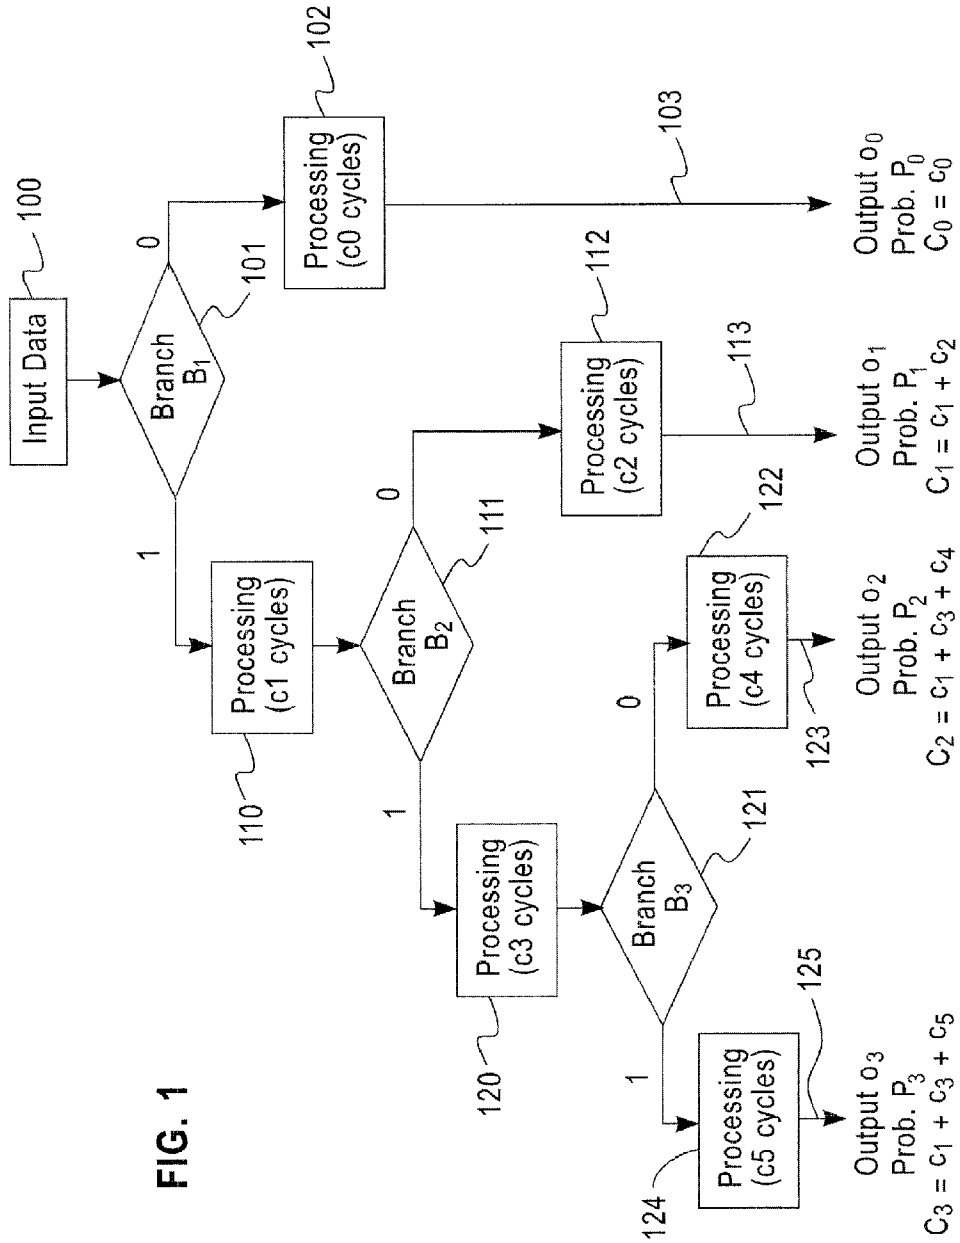 FIG. 1
Input Data
100
Branch
B1
101
0
1
Processing
(c0 cycles)
102
103
Processing
(c1 cycles)
110
Branch
B2
111
0
1
Processing
(c2 cycles)
112
113
Processing
(c3 cycles)
120
Branch
B3
121
0
1
Processing
(c4 cycles)
122
123
Processing
(c5 cycles)
124
125
Output o3
Prob. P3
C3 = c1 + c3 + c5
Output o2
Prob. P2
C2 = c1 + c3 + c4
Output o1
Prob. P1
C1 = c1 + c2
Output o0
Prob. P0
C0 = c0